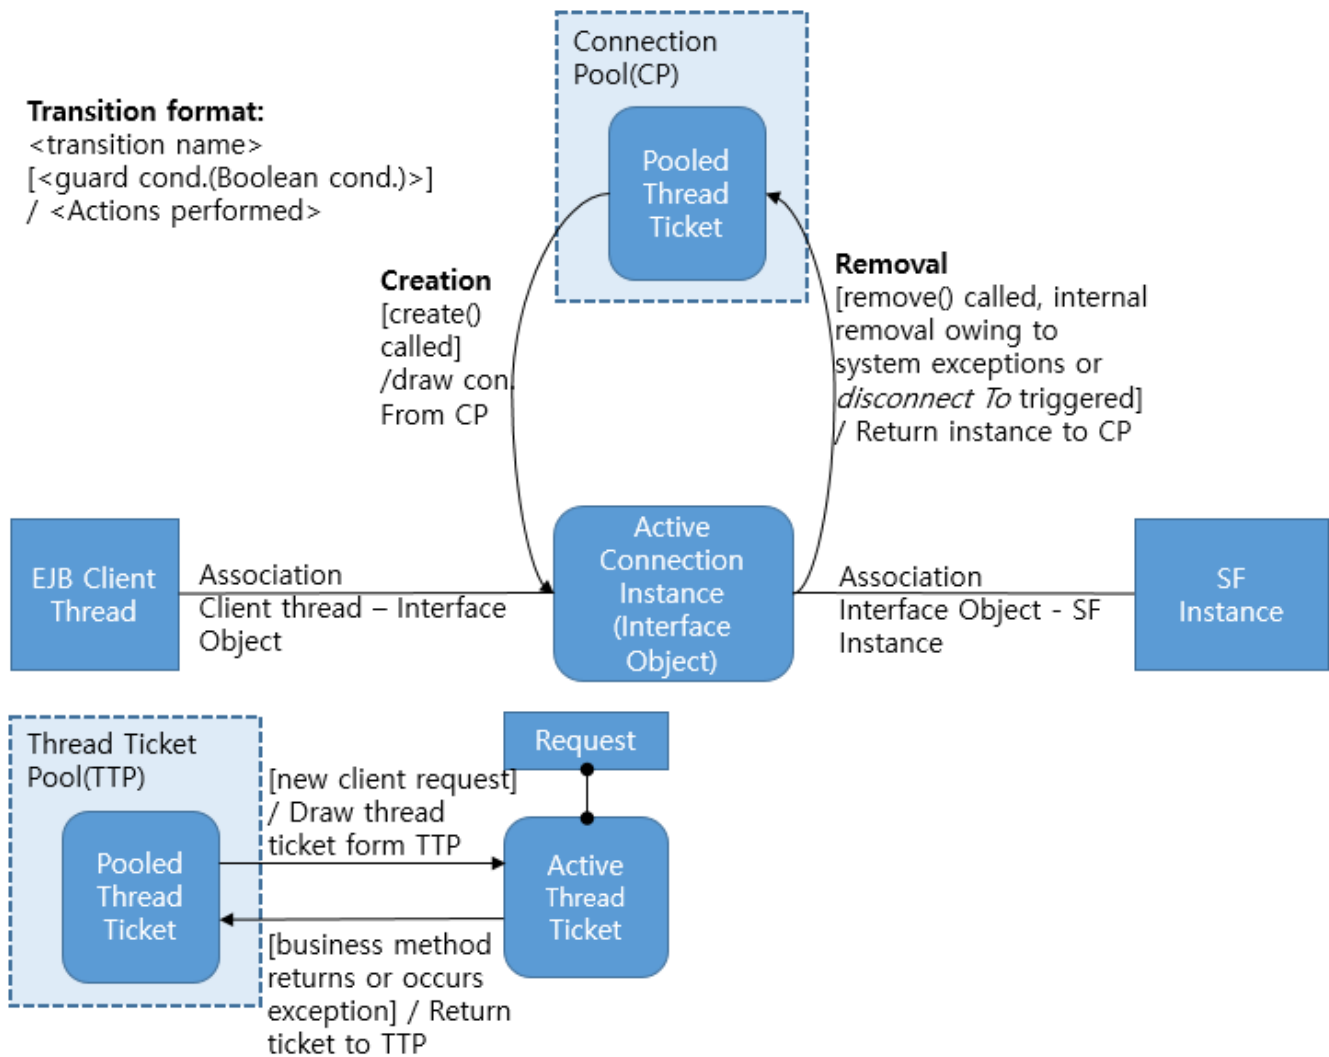 Connection
Pool(CP)
Transition format:
<transition name>
[<guard cond.(Boolean cond.)>]
/ <Actions performed>
Pooled
Thread
Ticket
Creation
[create()
called]
/draw con.
From CP
Removal
[remove() called, internal
removal owing to
system exceptions or
disconnect To triggered]
/ Return instance to CP
EJB Client
Thread
Association
Client thread – Interface
Object
Active
Connection
Instance
(Interface
Object)
Association
Interface Object - SF
Instance
SF
Instance
Thread Ticket
Pool(TTP)
Pooled
Thread
Ticket
[new client request]
/ Draw thread
ticket form TTP
Request
Active
Thread
Ticket
[business method
returns or occurs
exception] / Return
ticket to TTP